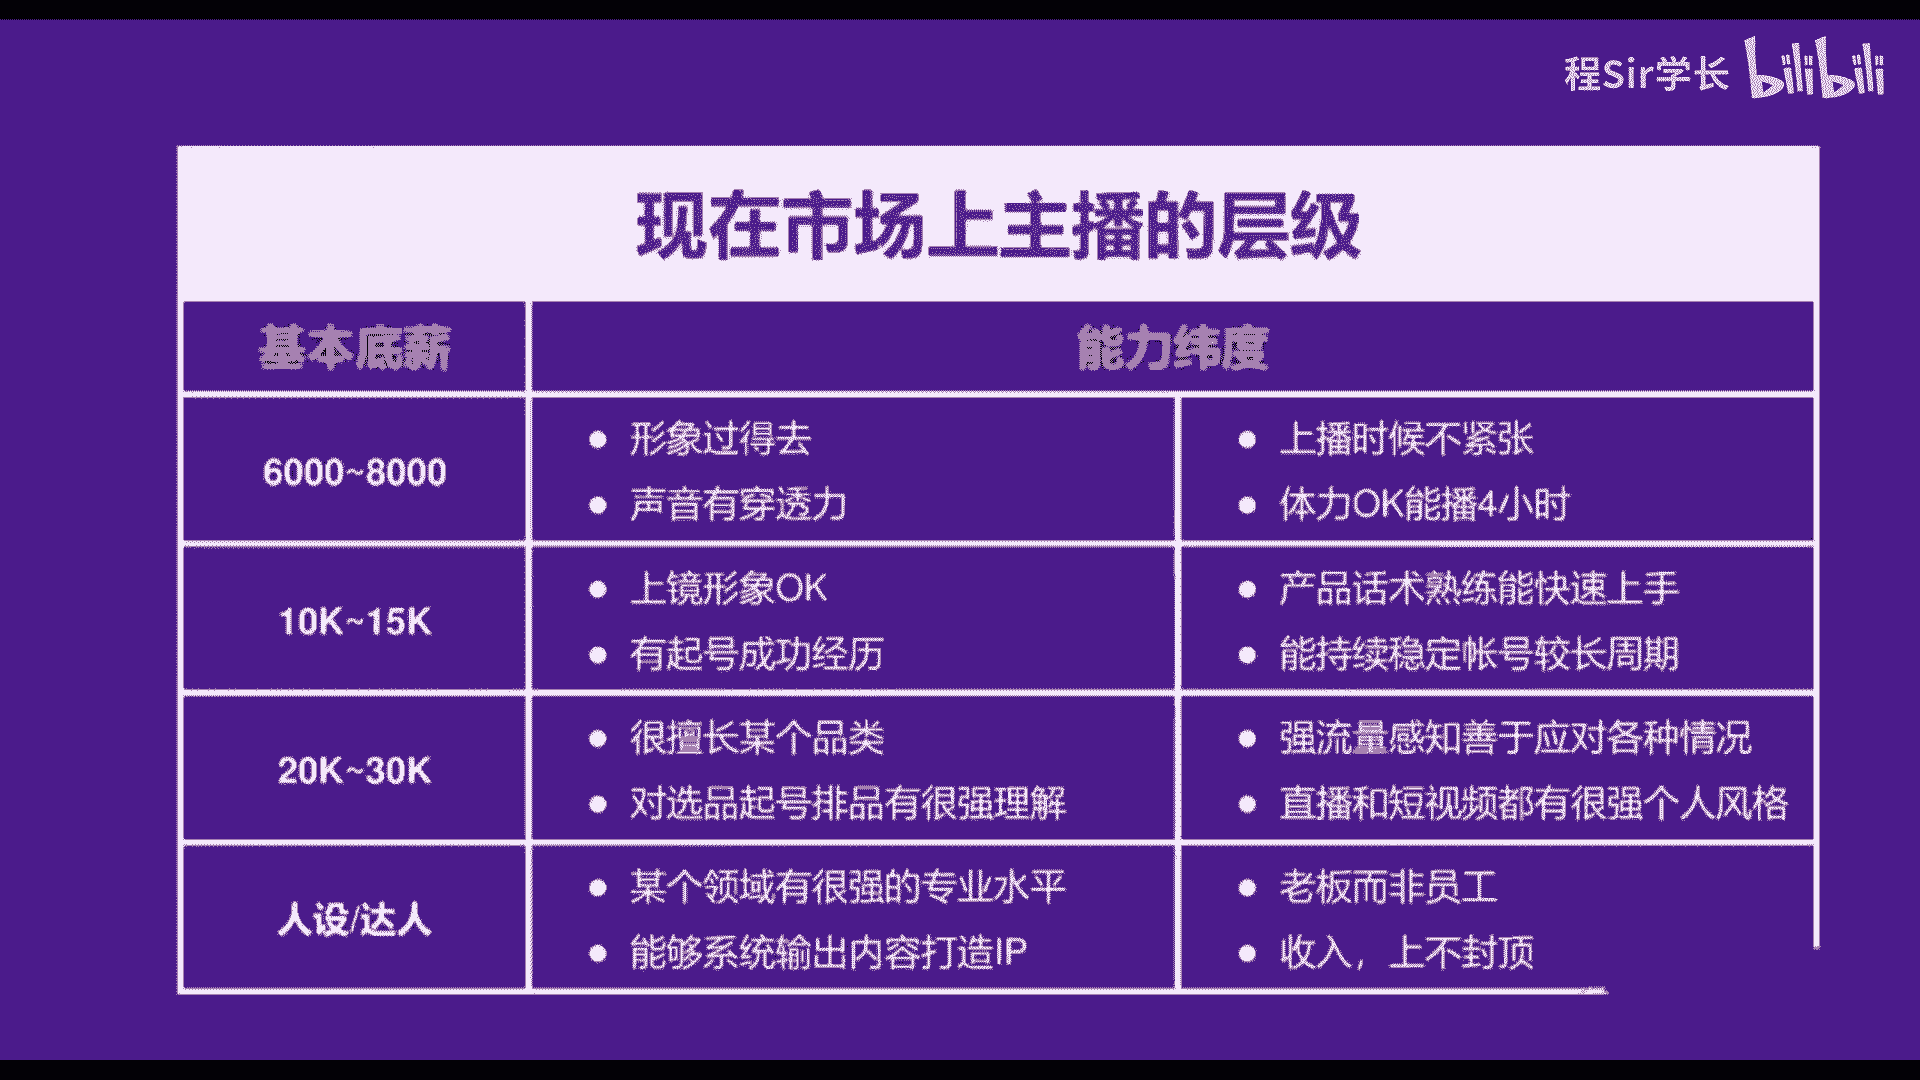 程Sir学长 bilibili
现在市场上主播的层级
基本底薪 能力纬度
6000~8000
形象过得去
声音有穿透力
上播时候不紧张
体力OK能播4小时
10K~15K
上镜形象OK
有起号成功经历
产品话术熟练能快速上手
能持续稳定帐号较长周期
20K~30K
很擅长某个品类
对选品起号排品有很强理解
强流量感知善于应对各种情况
直播和短视频都有很强个人风格
人设/达人
某个领域有很强的专业水平
能够系统输出内容打造IP
老板而非员工
收入，上不封顶